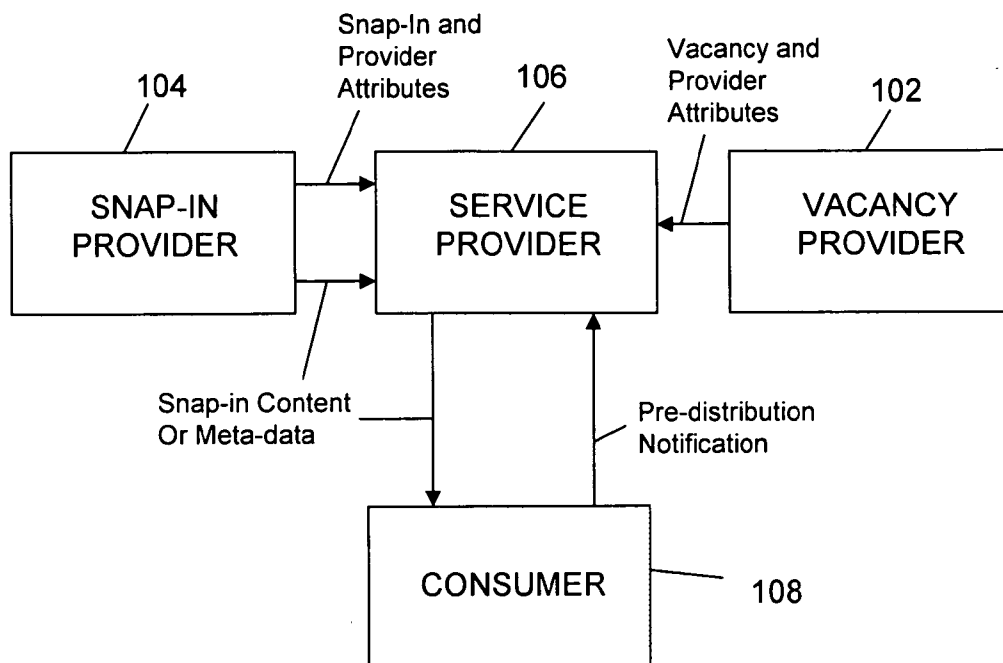 Snap-In and
Provider
Attributes
Vacancy and
Provider
Attributes
104
106
102
SNAP-IN
PROVIDER
SERVICE
PROVIDER
VACANCY
PROVIDER
Snap-in Content
Or Meta-data
Pre-distribution
Notification
CONSUMER
108